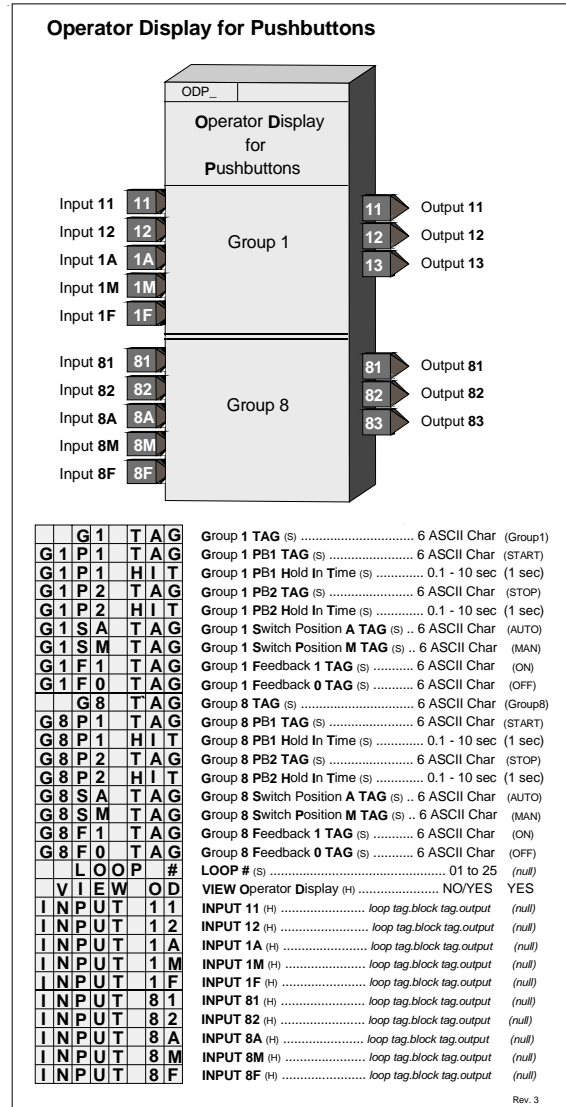 Operator Display for Pushbuttons
ODP_
Operator Display
for
Pushbuttons
Input 11 11
Input 12 12
Input 1A 1A
Input 1M 1M
Input 1F 1F
Group 1
11 Output 11
12 Output 12
13 Output 13
Input 81 81
Input 82 82
Input 8A 8A
Input 8M 8M
Input 8F 8F
Group 8
81 Output 81
82 Output 82
83 Output 83
G1 TAG Group 1 TAG (S) .............................. 6 ASCII Char (Group1)
G1P1 TAG Group 1 PB1 TAG (S) ...................... 6 ASCII Char (START)
G1P1 HIT Group 1 PB1 Hold In Time (S) ............. 0.1 - 10 sec (1 sec)
G1P2 TAG Group 1 PB2 TAG (S) ...................... 6 ASCII Char (STOP)
G1P2 HIT Group 1 PB2 Hold In Time (S) ............. 0.1 - 10 sec (1 sec)
G1SA TAG Group 1 Switch Position A TAG (S) .. 6 ASCII Char (AUTO)
G1SM TAG Group 1 Switch Position M TAG (S) .. 6 ASCII Char (MAN)
G1F1 TAG Group 1 Feedback 1 TAG (S) ........... 6 ASCII Char (ON)
G1F0 TAG Group 1 Feedback 0 TAG (S) ........... 6 ASCII Char (OFF)
G8 TAG Group 8 TAG (S) .............................. 6 ASCII Char (Group8)
G8P1 TAG Group 8 PB1 TAG (S) ...................... 6 ASCII Char (START)
G8P1 HIT Group 8 PB1 Hold In Time (S) ............. 0.1 - 10 sec (1 sec)
G8P2 TAG Group 8 PB2 TAG (S) ...................... 6 ASCII Char (STOP)
G8P2 HIT Group 8 PB2 Hold In Time (S) ............. 0.1 - 10 sec (1 sec)
G8SA TAG Group 8 Switch Position A TAG (S) .. 6 ASCII Char (AUTO)
G8SM TAG Group 8 Switch Position M TAG (S) .. 6 ASCII Char (MAN)
G8F1 TAG Group 8 Feedback 1 TAG (S) ........... 6 ASCII Char (ON)
G8F0 TAG Group 8 Feedback 0 TAG (S) ........... 6 ASCII Char (OFF)
LOOP # LOOP # (S) .............................................. 01 to 25 (null)
VIEW OD VIEW Operator Display (H) ..................... NO/YES YES
INPUT 11 INPUT 11 (H) ........................ loop tag.block tag.output (null)
INPUT 12 INPUT 12 (H) ........................ loop tag.block tag.output (null)
INPUT 1A INPUT 1A (H) ........................ loop tag.block tag.output (null)
INPUT 1M INPUT 1M (H) ........................ loop tag.block tag.output (null)
INPUT 1F INPUT 1F (H) ........................ loop tag.block tag.output (null)
INPUT 81 INPUT 81 (H) ........................ loop tag.block tag.output (null)
INPUT 82 INPUT 82 (H) ........................ loop tag.block tag.output (null)
INPUT 8A INPUT 8A (H) ........................ loop tag.block tag.output (null)
INPUT 8M INPUT 8M (H) ........................ loop tag.block tag.output (null)
INPUT 8F INPUT 8F (H) ........................ loop tag.block tag.output (null)
Rev. 3